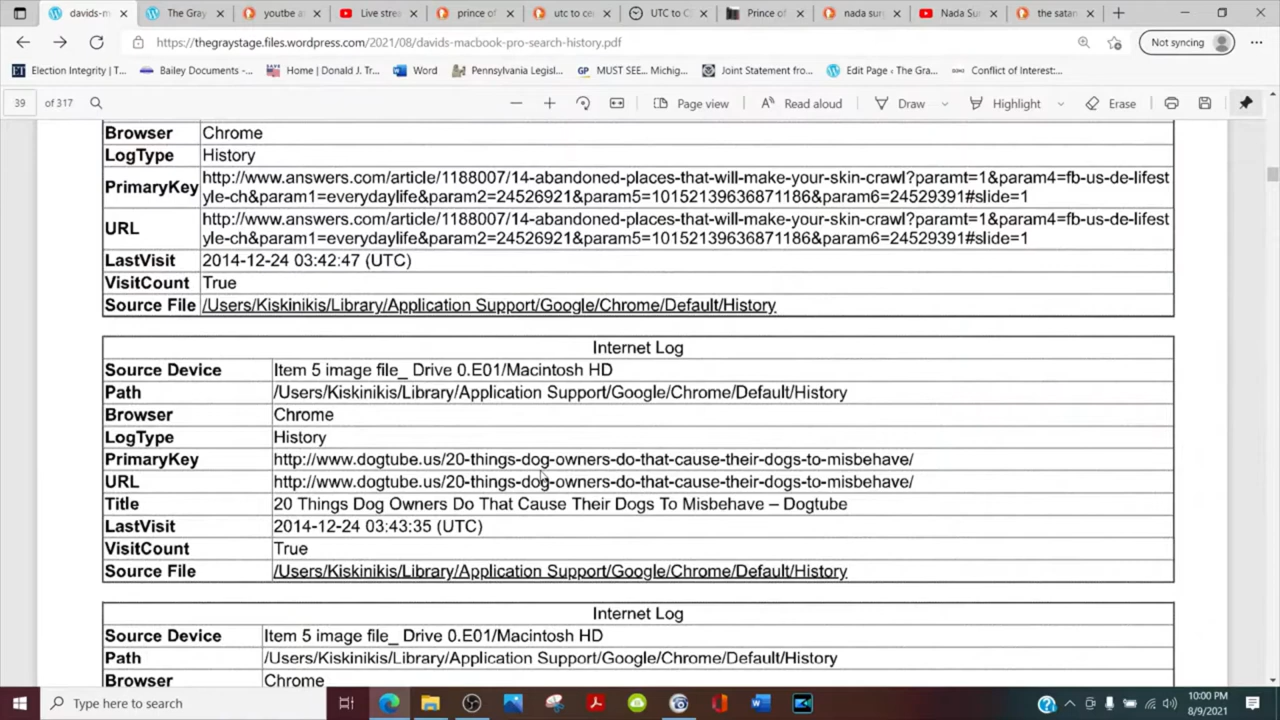 davids-m
The Gray
youtbe a
Live strea
prince of
utc to ce
UTC to C
Prince of
nada sur
Nada Su
the satan
https://thegraystage.files.wordpress.com/2021/08/davids-macbook-pro-search-history.pdf
Not syncing
Election Integrity | T...
Bailey Documents -...
Home | Donald J. Tr...
Word
Pennsylvania Legisl...
GP MUST SEE... Michig...
Joint Statement fro...
Edit Page ‹ The Gra...
Conflict of Interest:...
39 of 317
Page view
Read aloud
Draw
Highlight
Erase
Browser Chrome
LogType History
PrimaryKey http://www.answers.com/article/1188007/14-abandoned-places-that-will-make-your-skin-crawl?paramt=1&param4=fb-us-de-lifest
yle-ch&param1=everydaylife&param2=24526921&param5=10152139636871186&param6=24529391#slide=1
URL http://www.answers.com/article/1188007/14-abandoned-places-that-will-make-your-skin-crawl?paramt=1&param4=fb-us-de-lifest
yle-ch&param1=everydaylife&param2=24526921&param5=10152139636871186&param6=24529391#slide=1
LastVisit 2014-12-24 03:42:47 (UTC)
VisitCount True
Source File /Users/Kiskinikis/Library/Application Support/Google/Chrome/Default/History
Internet Log
Source Device Item 5 image file_ Drive 0.E01/Macintosh HD
Path /Users/Kiskinikis/Library/Application Support/Google/Chrome/Default/History
Browser Chrome
LogType History
PrimaryKey http://www.dogtube.us/20-things-dog-owners-do-that-cause-their-dogs-to-misbehave/
URL http://www.dogtube.us/20-things-dog-owners-do-that-cause-their-dogs-to-misbehave/
Title 20 Things Dog Owners Do That Cause Their Dogs To Misbehave – Dogtube
LastVisit 2014-12-24 03:43:35 (UTC)
VisitCount True
Source File /Users/Kiskinikis/Library/Application Support/Google/Chrome/Default/History
Internet Log
Source Device Item 5 image file_ Drive 0.E01/Macintosh HD
Path /Users/Kiskinikis/Library/Application Support/Google/Chrome/Default/History
Browser Chrome
Type here to search
10:00 PM
8/9/2021